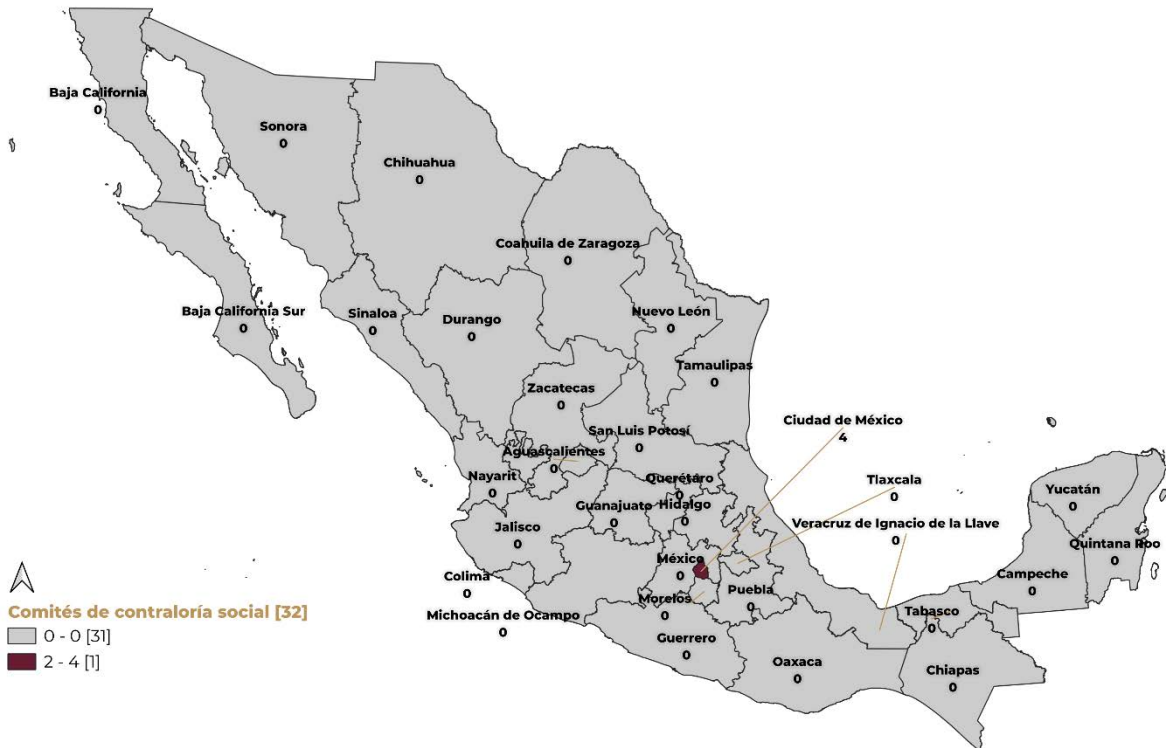 Baja California
0
Sonora
0
Chihuahua
0
Coahuila de Zaragoza
0
Baja California Sur
0
Sinaloa
0
Durango
0
Nuevo León
0
Tamaulipas
0
Zacatecas
0
San Luis Potosí
0
Ciudad de México
4
Aguascalientes
0
Nayarit
0
Querétaro
0
Tlaxcala
0
Yucatán
0
Guanajuato
0
Hidalgo
0
Jalisco
0
Veracruz de Ignacio de la Llave
0
Quintana Roo
0
México
0
Campeche
0
Colima
0
Morelos
0
Puebla
0
Michoacán de Ocampo
0
Tabasco
0
Guerrero
0
Oaxaca
0
Chiapas
0
Comités de contraloría social [32]
0 - 0 [31]
2 - 4 [1]